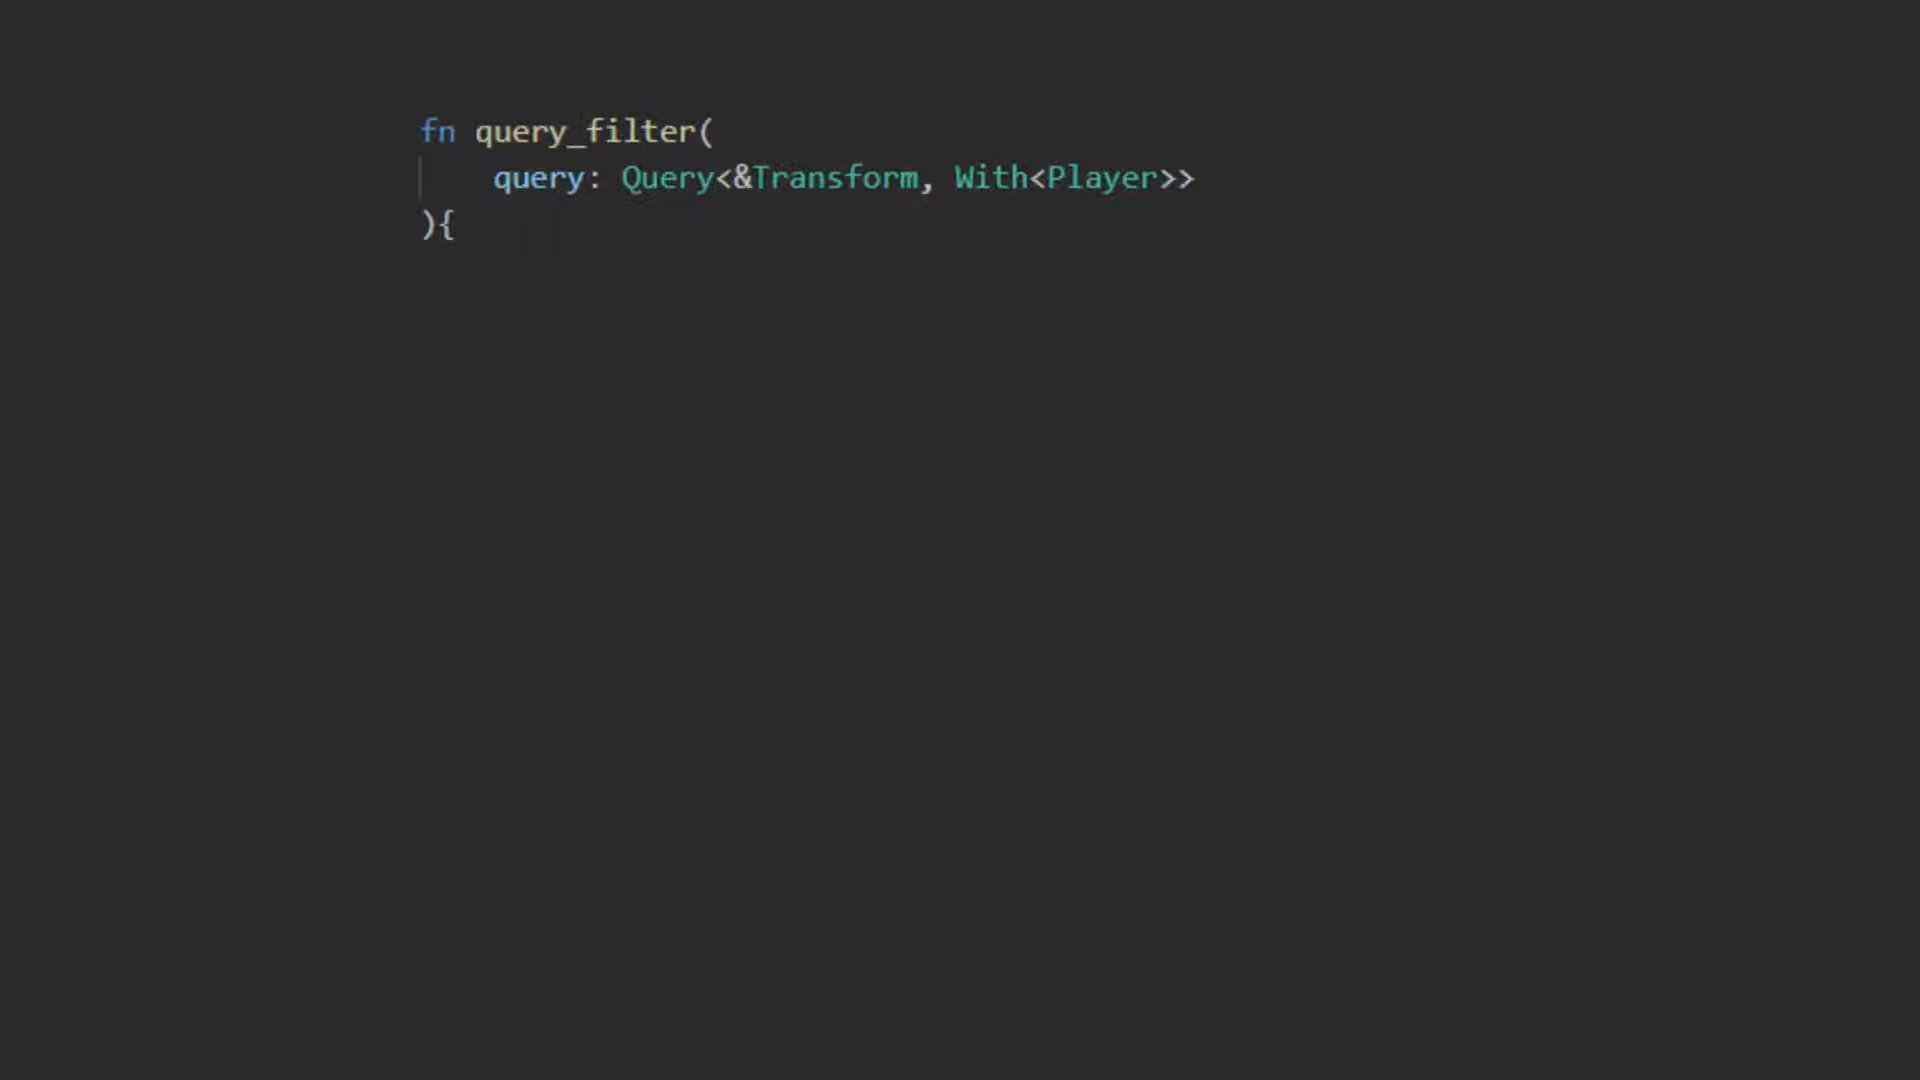 fn query_filter(
    query: Query<&Transform, With<Player>>
){